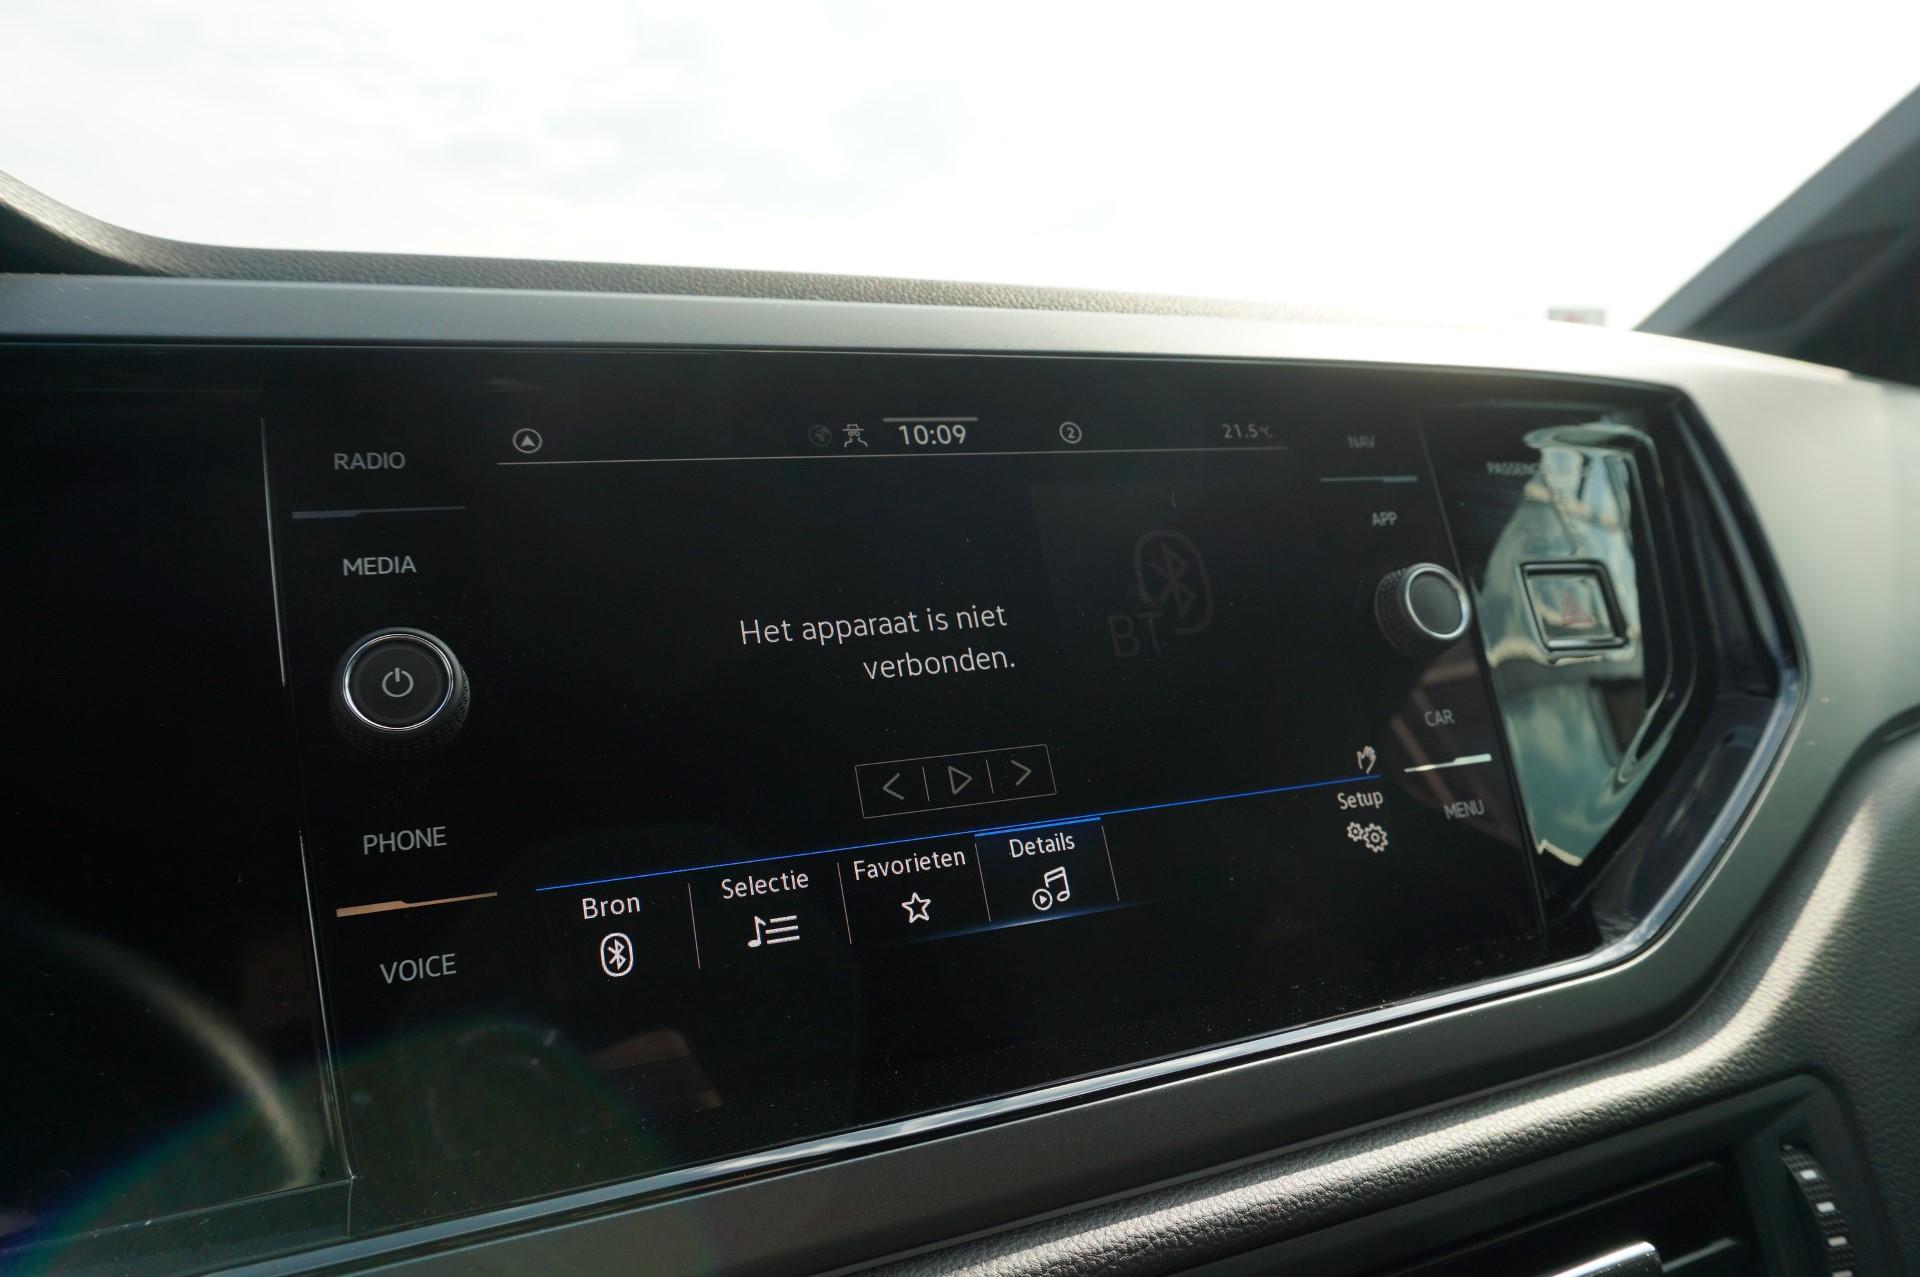 RADIO
MEDIA
PHONE
VOICE
10:09
2
21.5°C
Het apparaat is niet
verbonden.
BT
Bron
Selectie
Favorieten
Details
Setup
NAV
APP
CAR
MENU